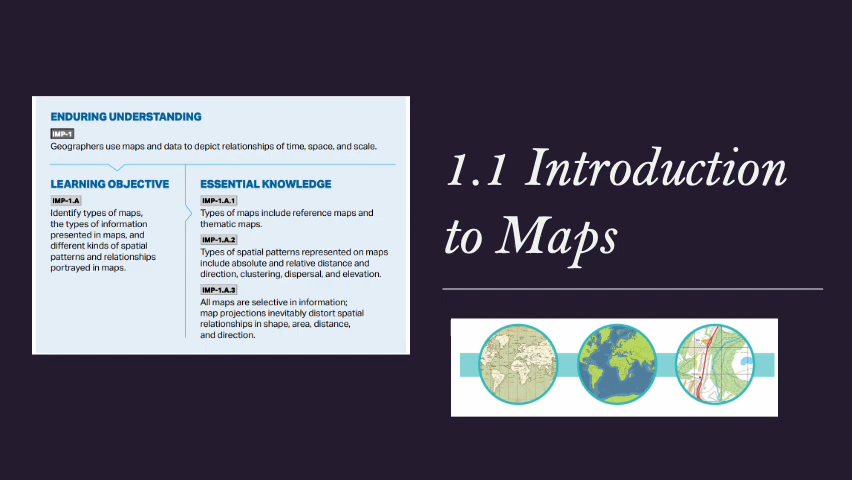 ENDURING UNDERSTANDING
IMP-1
Geographers use maps and data to depict relationships of time, space, and scale.
LEARNING OBJECTIVE
IMP-1.A
Identify types of maps,
the types of information
presented in maps, and
different kinds of spatial
patterns and relationships
portrayed in maps.
ESSENTIAL KNOWLEDGE
IMP-1.A.1
Types of maps include reference maps and
thematic maps.
IMP-1.A.2
Types of spatial patterns represented on maps
include absolute and relative distance and
direction, clustering, dispersal, and elevation.
IMP-1.A.3
All maps are selective in information;
map projections inevitably distort spatial
relationships in shape, area, distance,
and direction.
1.1 Introduction
to Maps